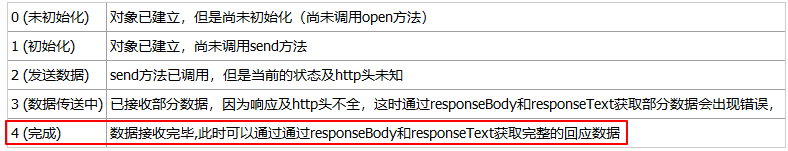 0 (未初始化) 对象已建立，但是尚未初始化（尚未调用open方法）
1 (初始化) 对象已建立，尚未调用send方法
2 (发送数据) send方法已调用，但是当前的状态及http头未知
3 (数据传送中) 已接收部分数据，因为响应及http头不全，这时通过responseBody和responseText获取部分数据会出现错误，
4 (完成) 数据接收完毕,此时可以通过通过responseBody和responseText获取完整的回应数据